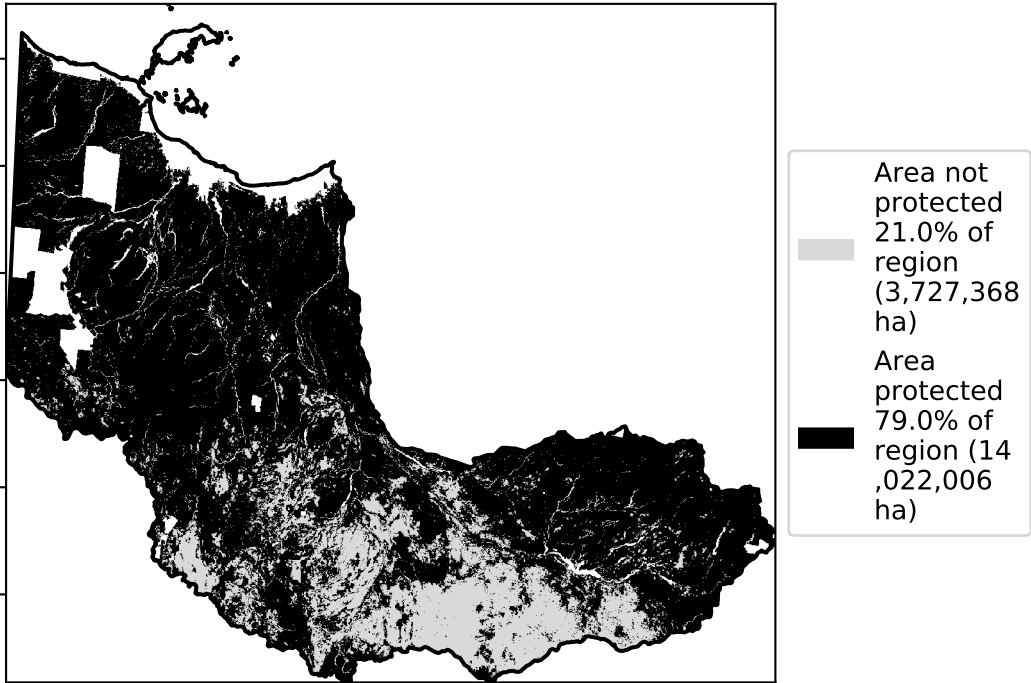 Area not
protected
21.0% of
region
(3,727,368
ha)
Area
protected
79.0% of
region (14
,022,006
ha)